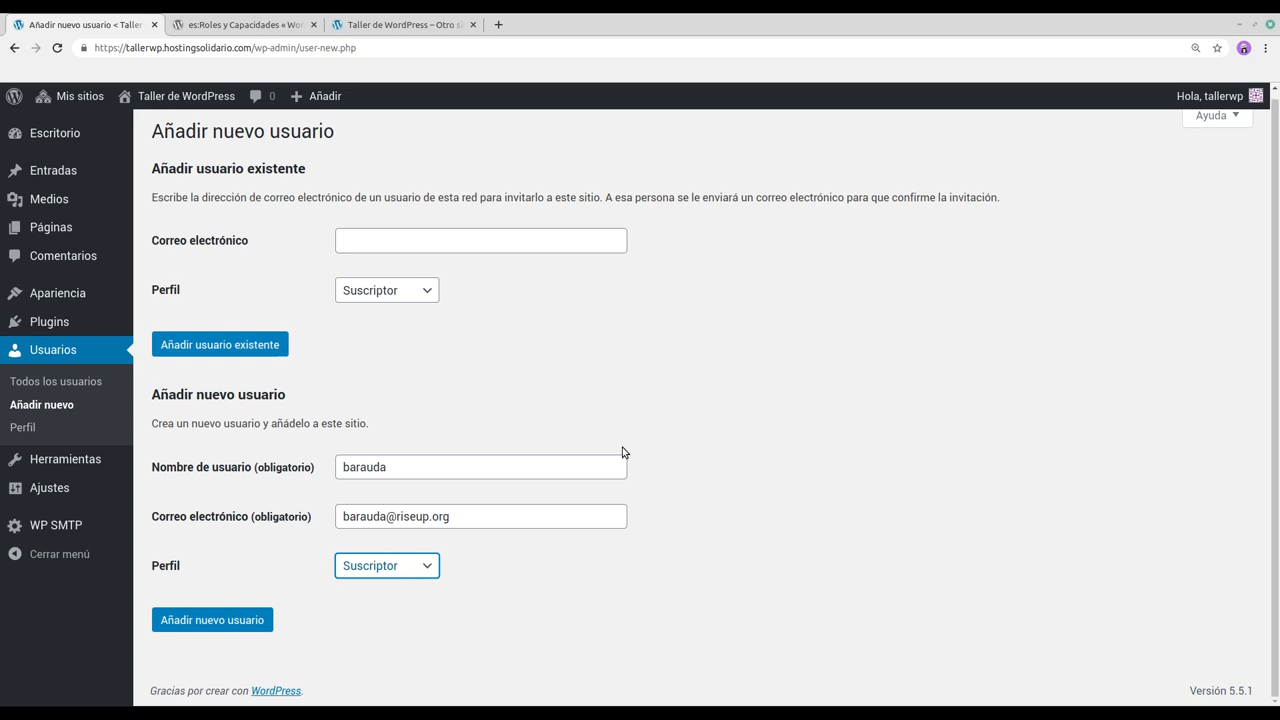 Añadir nuevo usuario < Taller
es:Roles y Capacidades « Wor
Taller de WordPress – Otro si
https://tallerwp.hostingsolidario.com/wp-admin/user-new.php
Mis sitios
Taller de WordPress
0
Añadir
Hola, tallerwp
Ayuda
Escritorio
Entradas
Medios
Páginas
Comentarios
Apariencia
Plugins
Usuarios
Todos los usuarios
Añadir nuevo
Perfil
Herramientas
Ajustes
WP SMTP
Cerrar menú
Añadir nuevo usuario
Añadir usuario existente
Escribe la dirección de correo electrónico de un usuario de esta red para invitarlo a este sitio. A esa persona se le enviará un correo electrónico para que confirme la invitación.
Correo electrónico
Perfil Suscriptor
Añadir usuario existente
Añadir nuevo usuario
Crea un nuevo usuario y añádelo a este sitio.
Nombre de usuario (obligatorio) barauda
Correo electrónico (obligatorio) barauda@riseup.org
Perfil Suscriptor
Añadir nuevo usuario
Gracias por crear con WordPress.
Versión 5.5.1